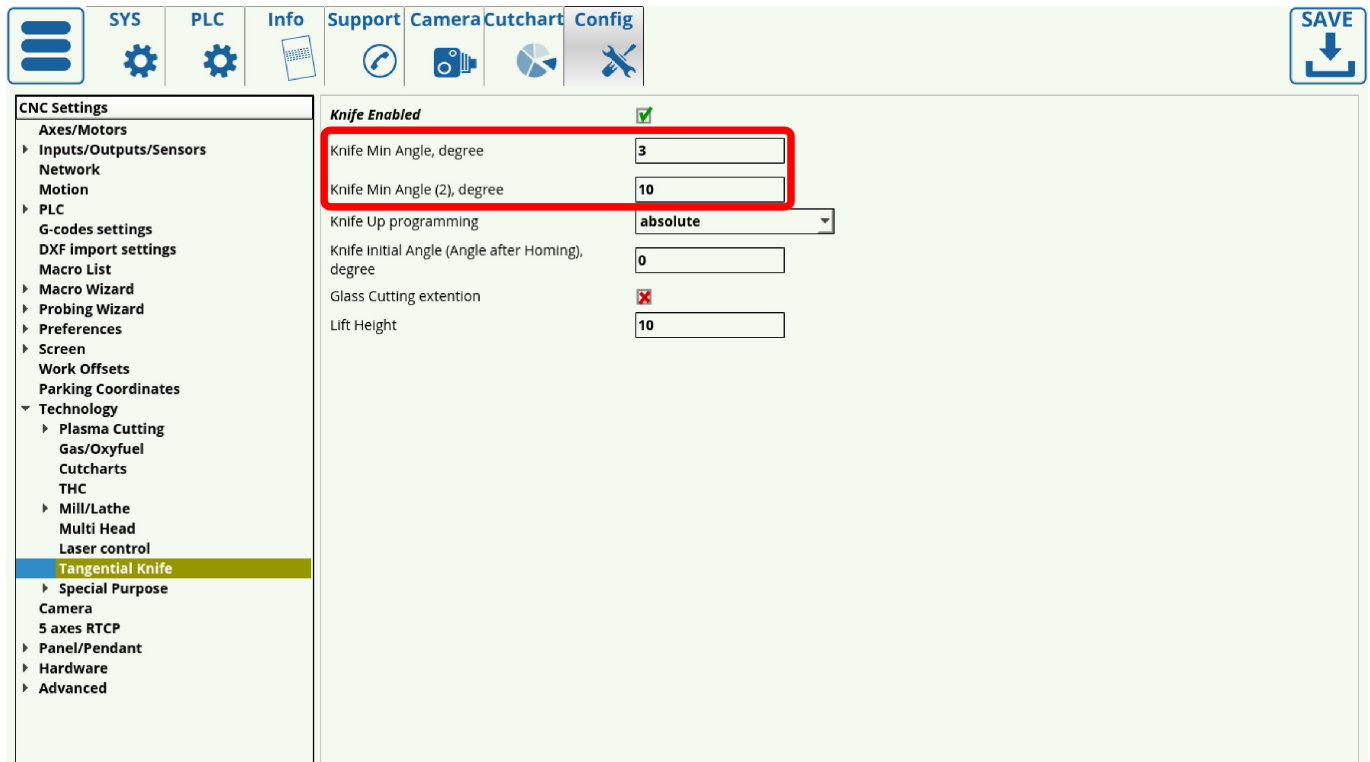 SYS
PLC
Info
Support
Camera
Cutchart
Config
SAVE
CNC Settings
Axes/Motors
Inputs/Outputs/Sensors
Network
Motion
PLC
G-codes settings
DXF import settings
Macro List
Macro Wizard
Probing Wizard
Preferences
Screen
Work Offsets
Parking Coordinates
Technology
Plasma Cutting
Gas/Oxyfuel
Cutcharts
THC
Mill/Lathe
Multi Head
Laser control
Tangential Knife
Special Purpose
Camera
5 axes RTCP
Panel/Pendant
Hardware
Advanced
Knife Enabled
Knife Min Angle, degree
3
Knife Min Angle (2), degree
10
Knife Up programming
absolute
Knife initial Angle (Angle after Homing),
degree
0
Glass Cutting extention
Lift Height
10